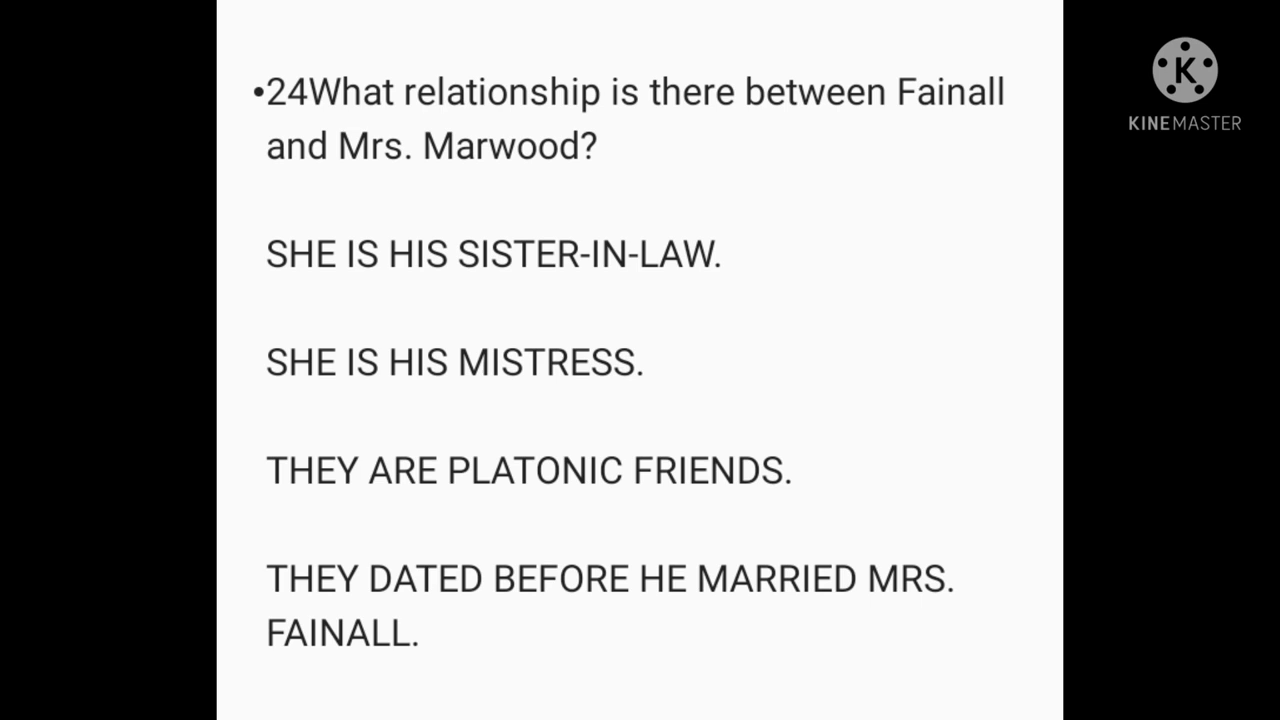 •24What relationship is there between Fainall
and Mrs. Marwood?
SHE IS HIS SISTER-IN-LAW.
SHE IS HIS MISTRESS.
THEY ARE PLATONIC FRIENDS.
THEY DATED BEFORE HE MARRIED MRS.
FAINALL.
K
KINEMASTER